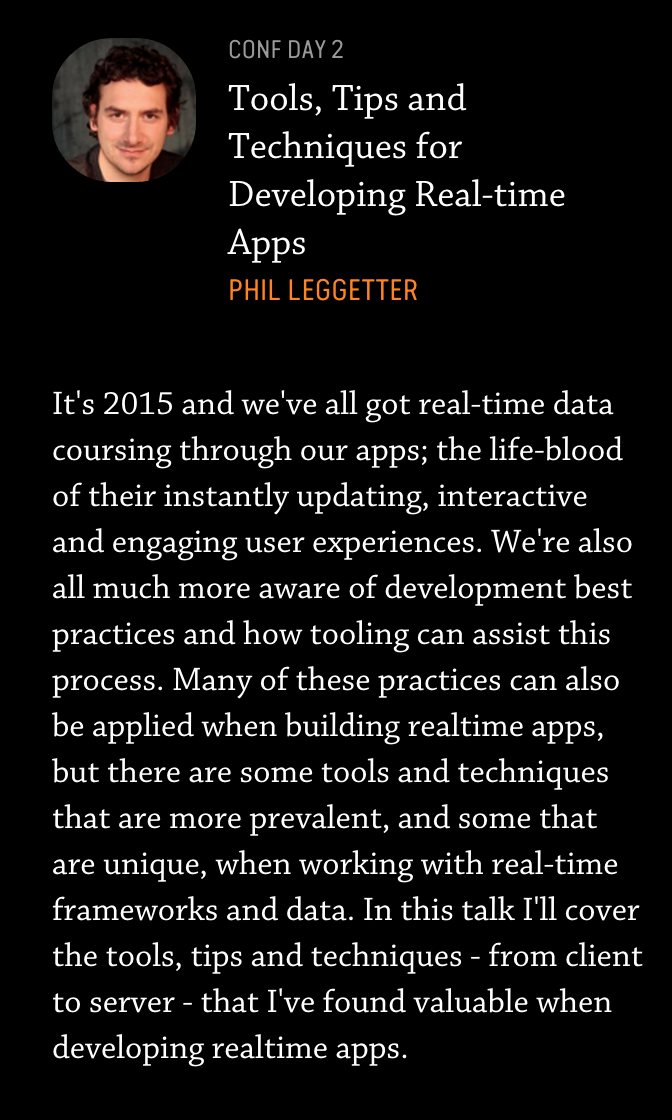 CONF DAY 2
Tools, Tips and
Techniques for
Developing Real-time
Apps
PHIL LEGGETTER
It's 2015 and we've all got real-time data
coursing through our apps; the life-blood
of their instantly updating, interactive
and engaging user experiences. We're also
all much more aware of development best
practices and how tooling can assist this
process. Many of these practices can also
be applied when building realtime apps,
but there are some tools and techniques
that are more prevalent, and some that
are unique, when working with real-time
frameworks and data. In this talk I'll cover
the tools, tips and techniques - from client
to server - that I've found valuable when
developing realtime apps.